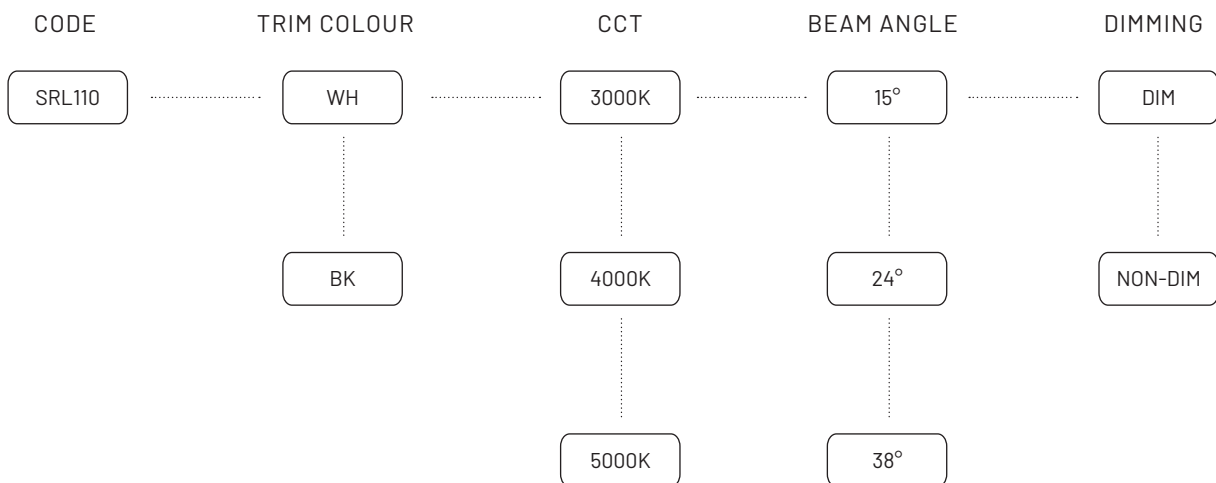 CODE TRIM COLOUR CCT BEAM ANGLE DIMMING
SRL110 WH 3000K 15° DIM
BK 4000K 24° NON-DIM
5000K 38°